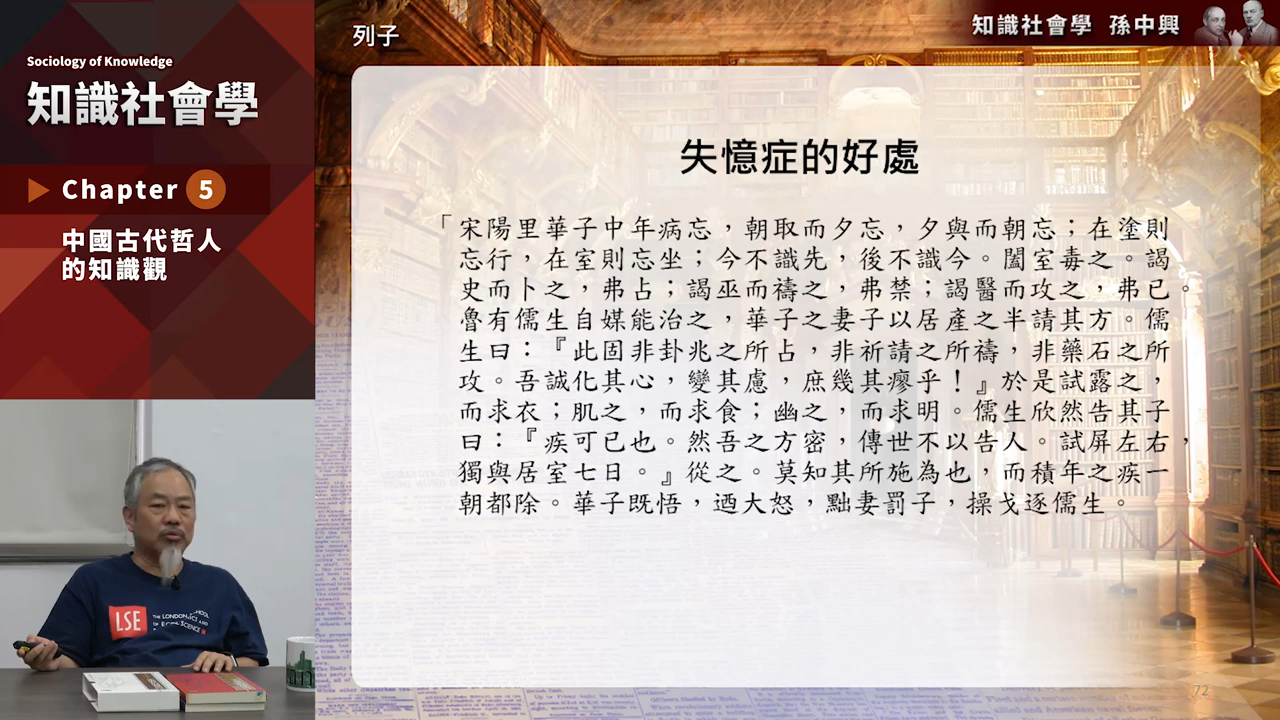 Sociology of Knowledge
知識社會學
Chapter 5
中國古代哲人
的知識觀
列子
知識社會學 孫中興
失憶症的好處
「宋陽里華子中年病忘，朝取而夕忘，夕與而朝忘；在塗則
忘行，在室則忘坐；今不識先，後不識今。闔室毒之。謁
史而卜之，弗占；謁巫而禱之，弗禁；謁醫而攻之，弗已。
魯有儒生自媒能治之，華子之妻子以居產之半請其方。儒
生曰：『此固非卦兆之所占，非祈請之所禱，非藥石之所
攻。吾試化其心，變其慮，庶幾其瘳乎！』於是試露之，
而求衣；肌之，而求食；幽之，而求明。儒生欣然告其子
曰：『疾可已也。然吾之方密，傳世不以告人。試屏左右，
獨與居室七日。』從之。莫知其所施為也，而積年之疾一
朝都除。華子既悟，迺大怒，黜妻罰子，操戈逐儒生。
LSE
72